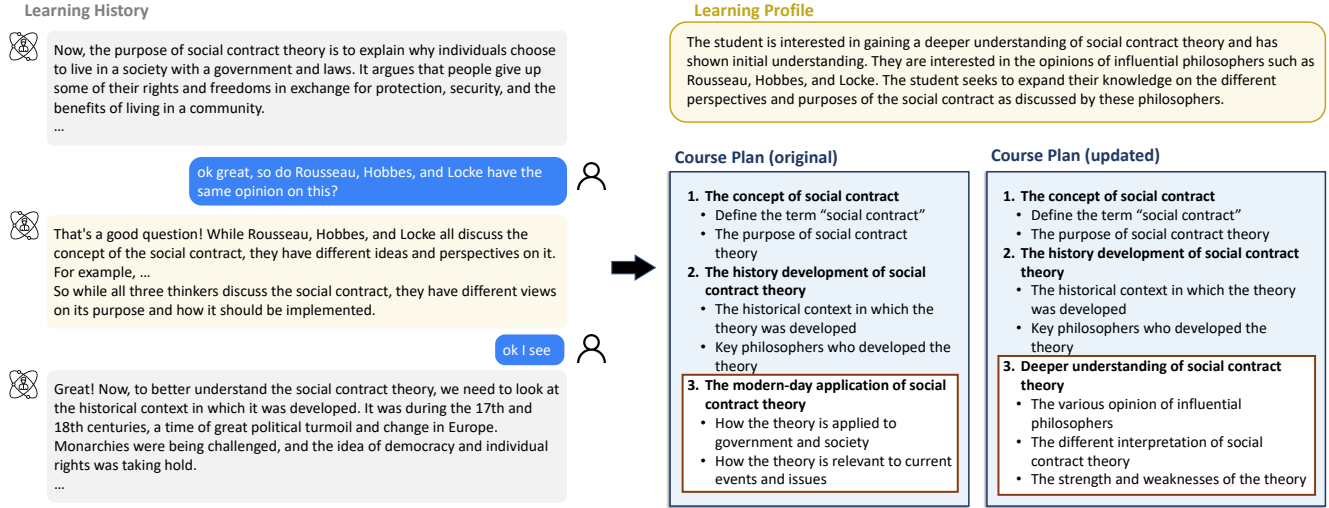 Learning History
Now, the purpose of social contract theory is to explain why individuals choose
to live in a society with a government and laws. It argues that people give up
some of their rights and freedoms in exchange for protection, security, and the
benefits of living in a community.
…
ok great, so do Rousseau, Hobbes, and Locke have the
same opinion on this?
That's a good question! While Rousseau, Hobbes, and Locke all discuss the
concept of the social contract, they have different ideas and perspectives on it.
For example, …
So while all three thinkers discuss the social contract, they have different views
on its purpose and how it should be implemented.
ok I see
Great! Now, to better understand the social contract theory, we need to look at
the historical context in which it was developed. It was during the 17th and
18th centuries, a time of great political turmoil and change in Europe.
Monarchies were being challenged, and the idea of democracy and individual
rights was taking hold.
…
Learning Profile
The student is interested in gaining a deeper understanding of social contract theory and has
shown initial understanding. They are interested in the opinions of influential philosophers such as
Rousseau, Hobbes, and Locke. The student seeks to expand their knowledge on the different
perspectives and purposes of the social contract as discussed by these philosophers.
Course Plan (original)
1. The concept of social contract
• Define the term “social contract”
• The purpose of social contract
theory
2. The history development of social
contract theory
• The historical context in which the
theory was developed
• Key philosophers who developed the
theory
3. The modern-day application of social
contract theory
• How the theory is applied to
government and society
• How the theory is relevant to current
events and issues
Course Plan (updated)
1. The concept of social contract
• Define the term “social contract”
• The purpose of social contract theory
2. The history development of social contract
theory
• The historical context in which the theory
was developed
• Key philosophers who developed the
theory
3. Deeper understanding of social contract
theory
• The various opinion of influential
philosophers
• The different interpretation of social
contract theory
• The strength and weaknesses of the theory